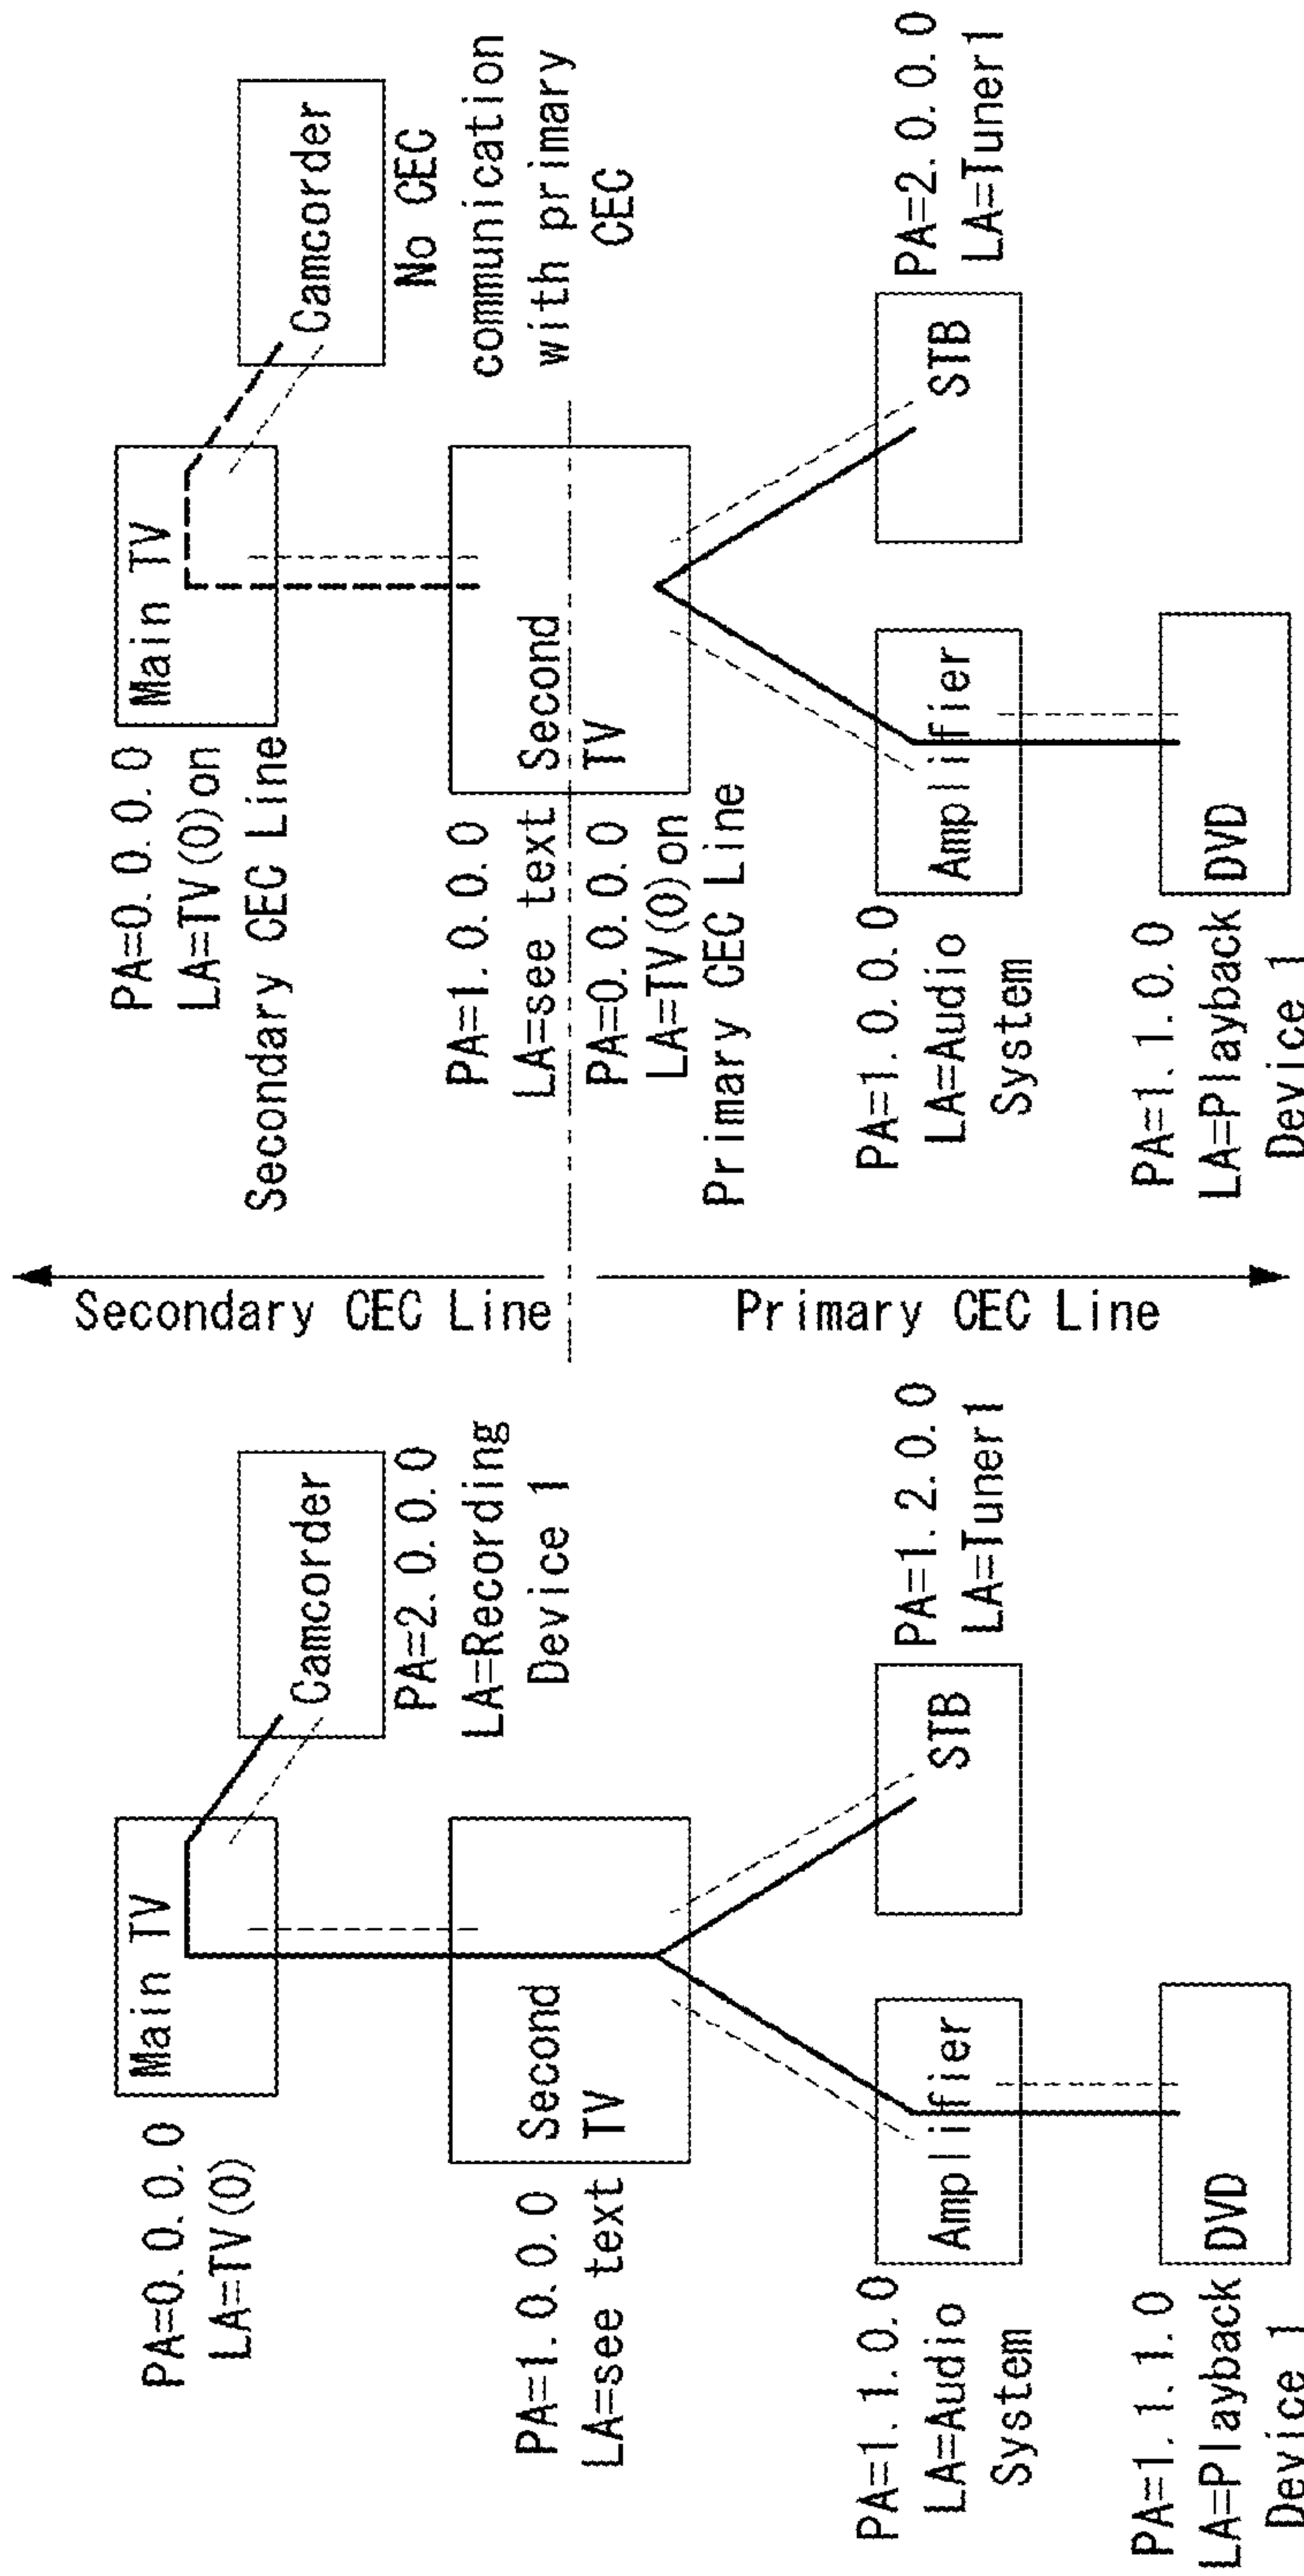 Main TV
PA=0.0.0.0
LA=TV(0)
Camcorder
PA=2.0.0.0
LA=Recording
Device 1
Second
TV
PA=1.0.0.0
LA=see text
PA=1.1.0.0
LA=Audio
System
Amplifier
STB
PA=1.2.0.0
LA=Tuner1
PA=1.1.1.0
LA=Playback
Device 1
DVD
Secondary CEC Line
Primary CEC Line
Main TV
PA=0.0.0.0
LA=TV(0)on
Secondary CEC Line
Camcorder
No CEC
communication
with primary
CEC
PA=1.0.0.0
LA=see text
Second
TV
PA=0.0.0.0
LA=TV(0)on
Primary CEC Line
PA=1.0.0.0
LA=Audio
System
Amplifier
STB
PA=2.0.0.0
LA=Tuner1
PA=1.1.0.0
LA=Playback
Device 1
DVD